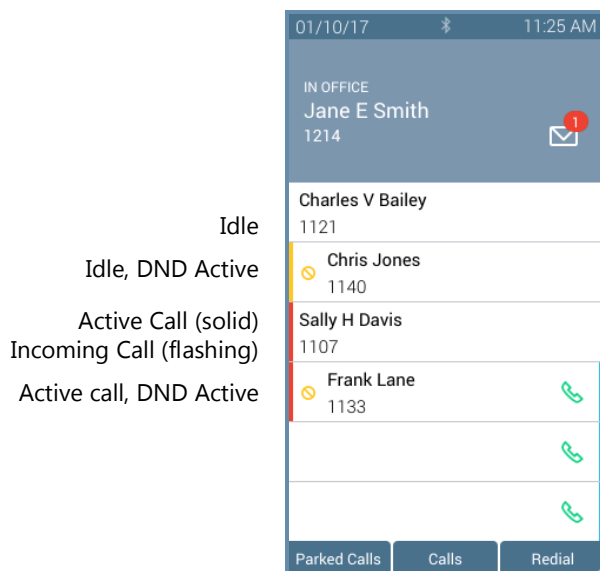 01/10/17 11:25 AM
IN OFFICE
Jane E Smith
1214
1
Idle
Charles V Bailey
1121
Idle, DND Active
Chris Jones
1140
Active Call (solid)
Incoming Call (flashing)
Sally H Davis
1107
Active call, DND Active
Frank Lane
1133
Parked Calls Calls Redial